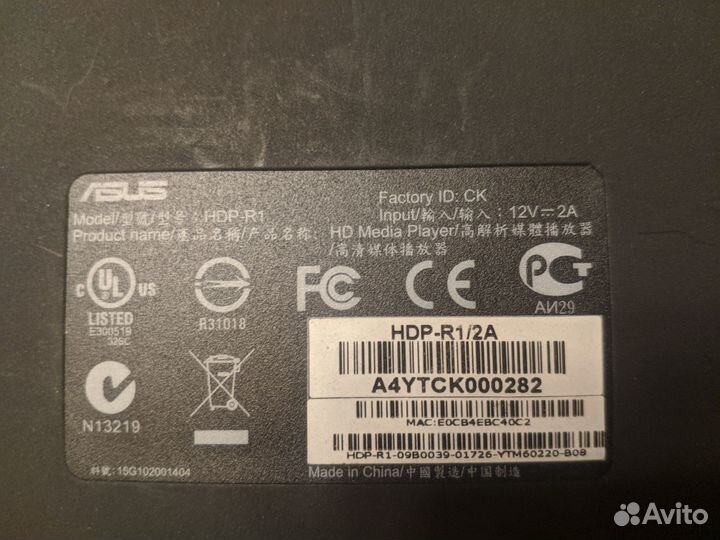 ASUS
Factory ID: CK
Model/型號/型号: HDP-R1
Input/輸入/输入: 12V⎓2A
Product name/產品名稱/产品名称: HD Media Player/高解析媒體播放器
/高清媒体播放器
C UL US
LISTED
E300519
325C
R31018
FC
CE
РСТ
АИ29
N13219
HDP-R1/2A
A4YTCK000282
MAC:E0CB4EBC40C2
HDP-R1-09B0039-01726-YTM60220-B08
料號: 15G102001404
Made in China/中國製造/中国制造
Avito